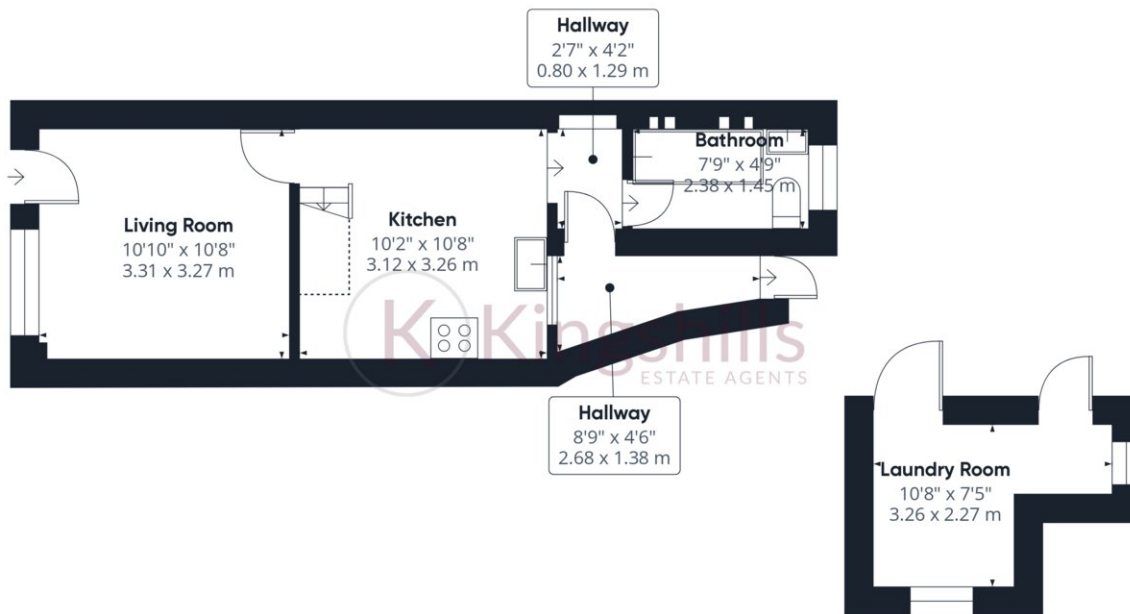 Hallway
2'7" x 4'2"
0.80 x 1.29 m
Bathroom
7'9" x 4'9"
2.38 x 1.45 m
Living Room
10'10" x 10'8"
3.31 x 3.27 m
Kitchen
10'2" x 10'8"
3.12 x 3.26 m
K Kingshills
ESTATE AGENTS
Hallway
8'9" x 4'6"
2.68 x 1.38 m
Laundry Room
10'8" x 7'5"
3.26 x 2.27 m